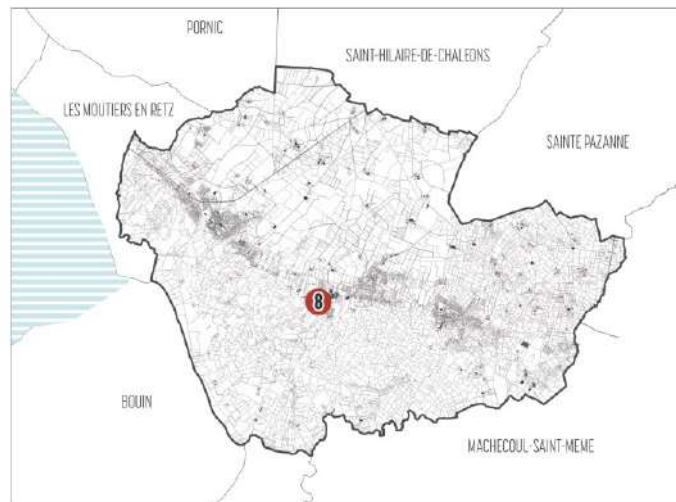 PORNIC
SAINT-HILAIRE-DE-CHALEONS
LES MOUTIERS EN RETZ
SAINTE PAZANNE
8
BOUIN
MACHECOUL-SAINT-MEME